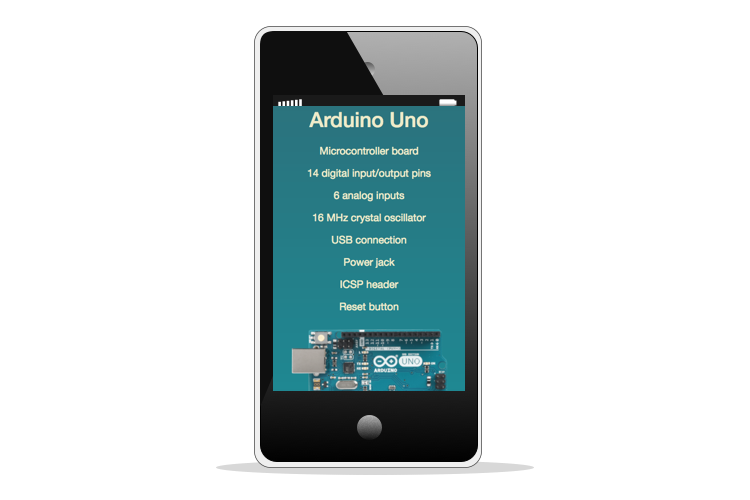 Arduino Uno
Microcontroller board
14 digital input/output pins
6 analog inputs
16 MHz crystal oscillator
USB connection
Power jack
ICSP header
Reset button
UNO
ARDUINO